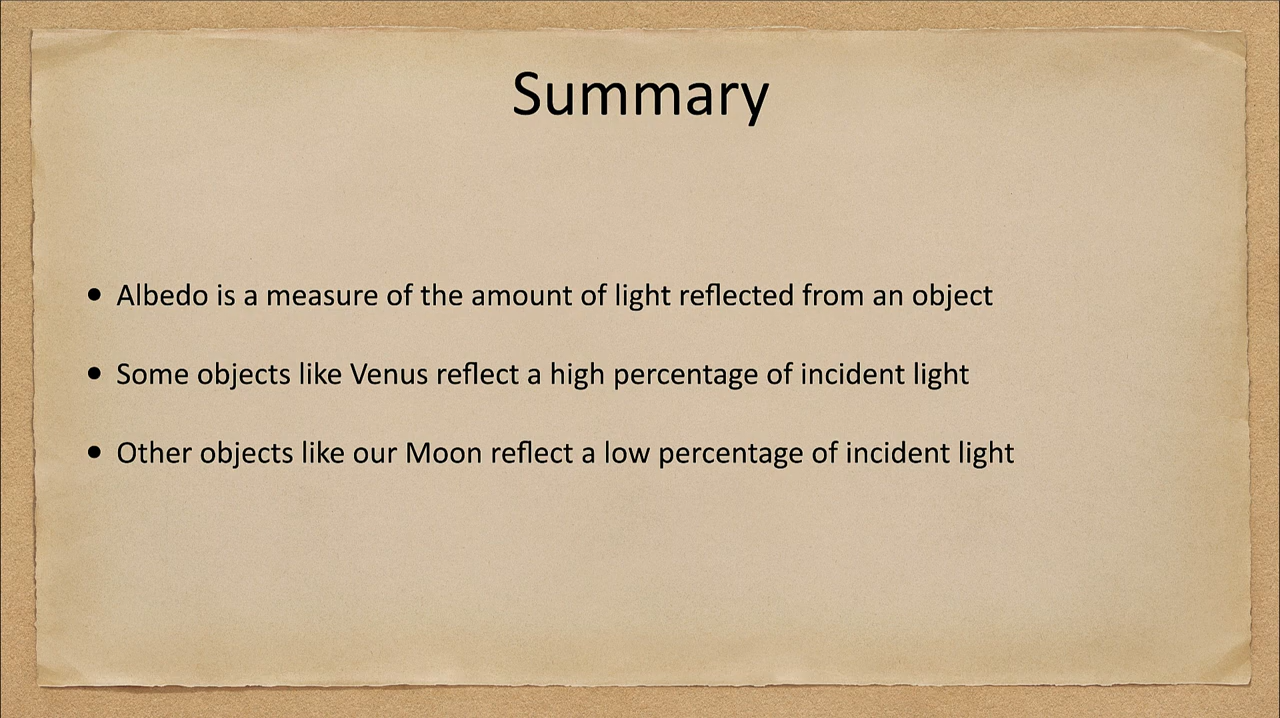 Summary
• Albedo is a measure of the amount of light reflected from an object
• Some objects like Venus reflect a high percentage of incident light
• Other objects like our Moon reflect a low percentage of incident light